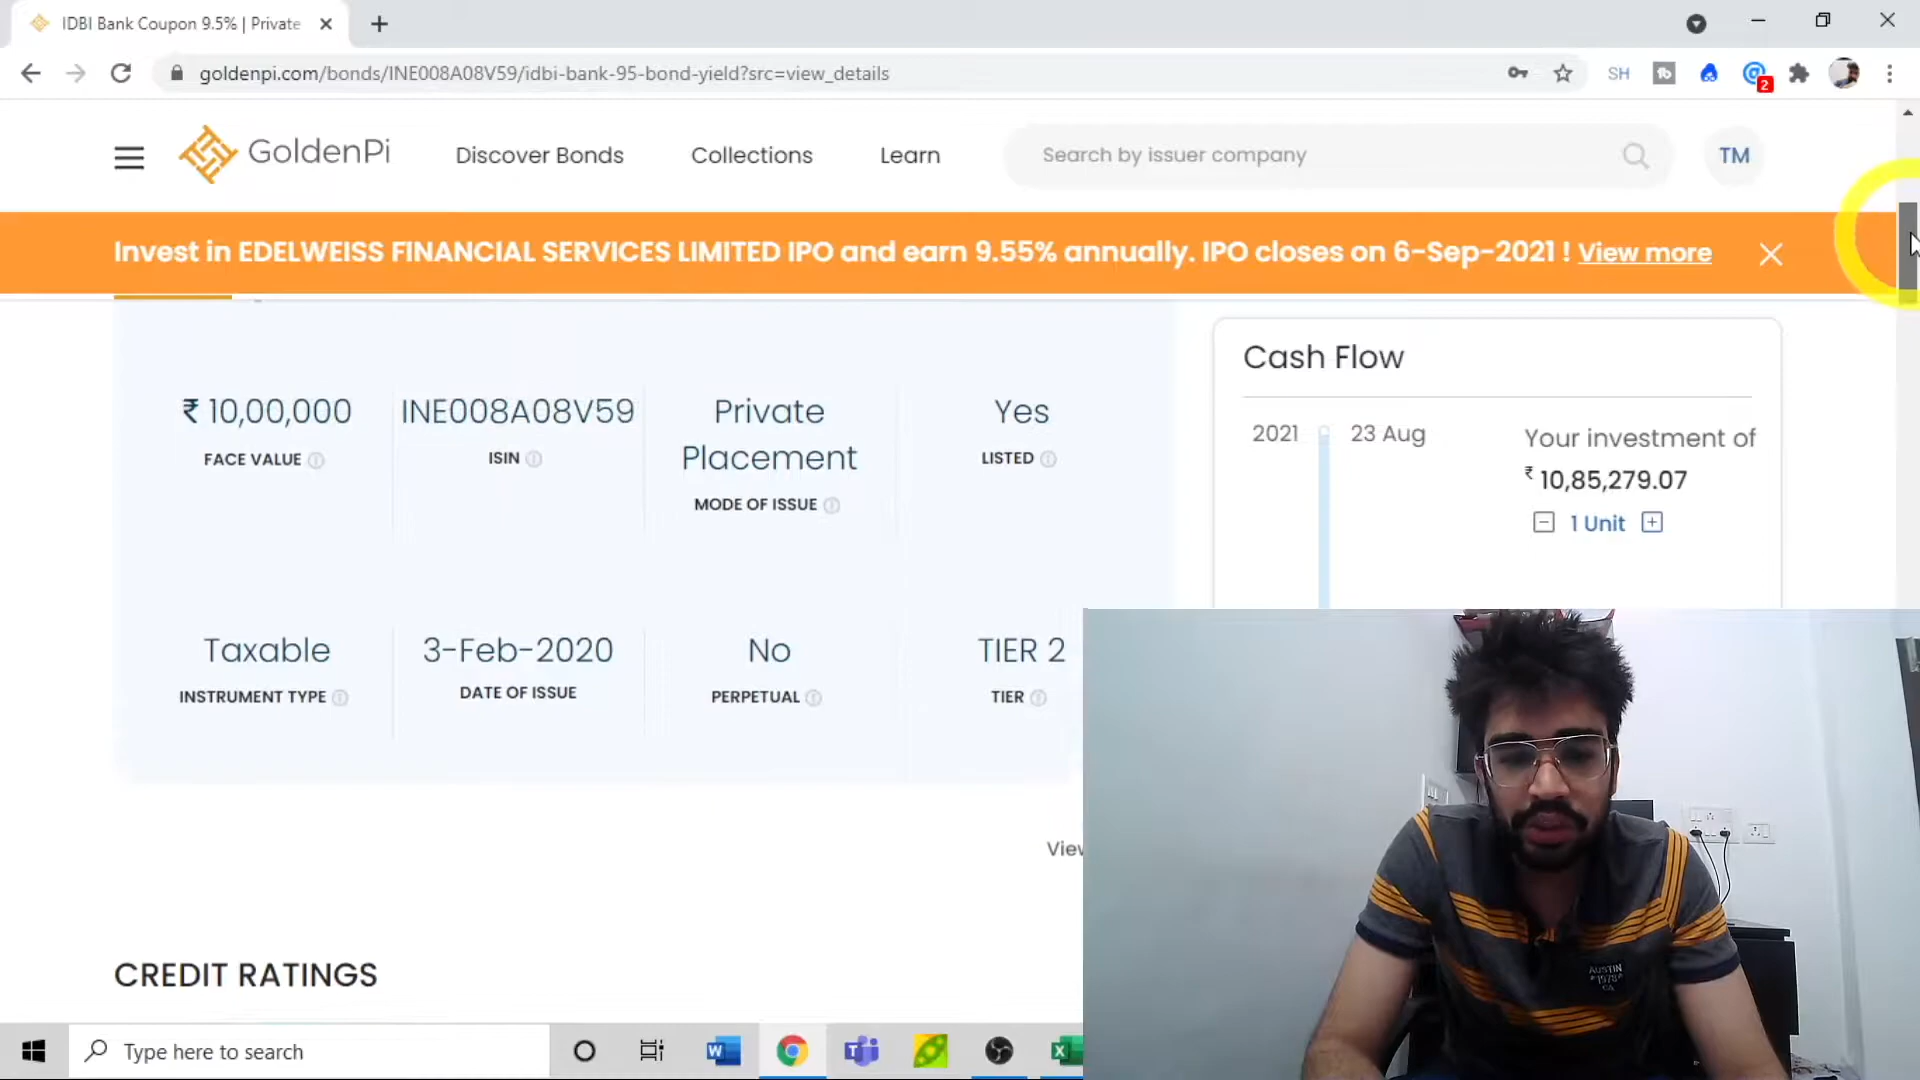 IDBI Bank Coupon 9.5% | Private
goldenpi.com/bonds/INE008A08V59/idbi-bank-95-bond-yield?src=view_details
SH
2
GoldenPi
Discover Bonds
Collections
Learn
Search by issuer company
TM
Invest in EDELWEISS FINANCIAL SERVICES LIMITED IPO and earn 9.55% annually. IPO closes on 6-Sep-2021 ! View more
₹ 10,00,000
FACE VALUE
INE008A08V59
ISIN
Private
Placement
MODE OF ISSUE
Yes
LISTED
Cash Flow
2021
23 Aug
Your investment of
₹ 10,85,279.07
1 Unit
Taxable
INSTRUMENT TYPE
3-Feb-2020
DATE OF ISSUE
No
PERPETUAL
TIER 2
TIER
View
CREDIT RATINGS
AUSTIN
1978
CA
Type here to search